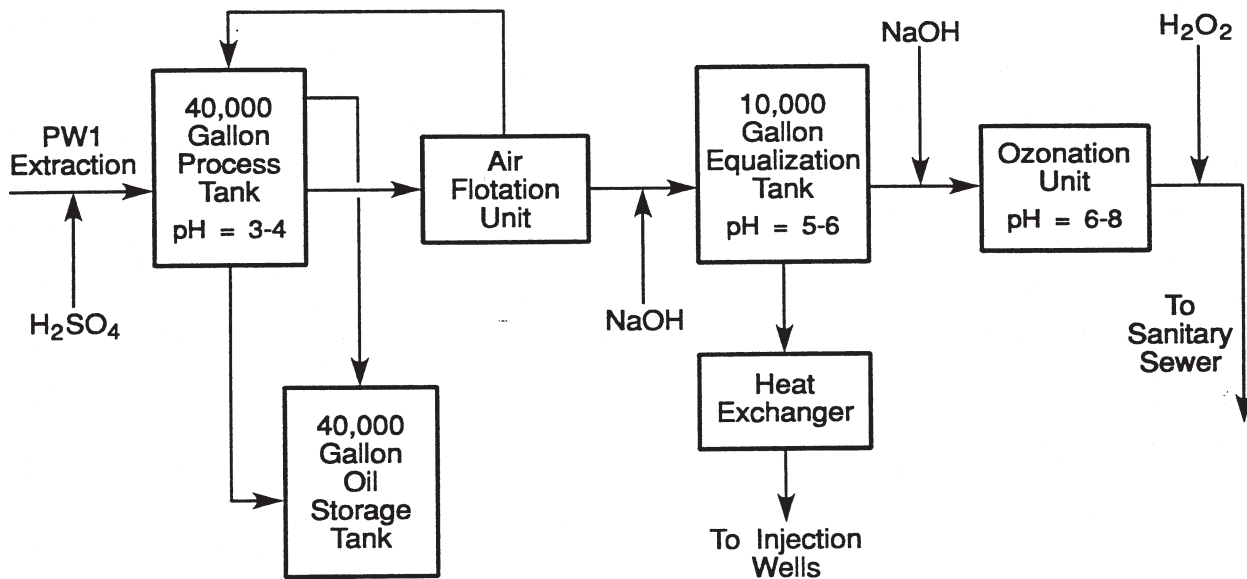 PW1
Extraction
H₂SO₄
40,000
Gallon
Process
Tank
pH = 3-4
40,000
Gallon
Oil
Storage
Tank
Air
Flotation
Unit
NaOH
10,000
Gallon
Equalization
Tank
pH = 5-6
Heat
Exchanger
To Injection
Wells
NaOH
Ozonation
Unit
pH = 6-8
H₂O₂
To
Sanitary
Sewer